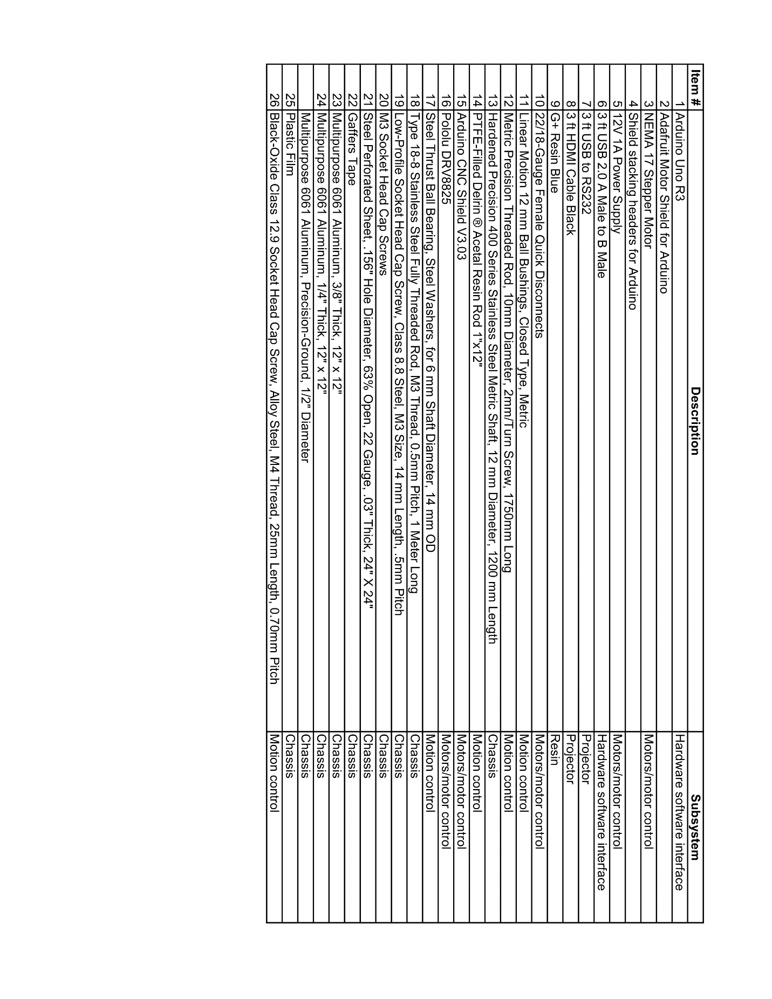 Item # Description Subsystem
1 Arduino Uno R3 Hardware software interface
2 Adafruit Motor Shield for Arduino
3 NEMA 17 Stepper Motor Motors/motor control
4 Shield stacking headers for Arduino
5 12V 1A Power Supply Motors/motor control
6 3 ft USB 2.0 A Male to B Male Hardware software interface
7 3 ft USB to RS232 Projector
8 3 ft HDMI Cable Black Projector
9 G+ Resin Blue Resin
10 22/18-Gauge Female Quick Disconnects Motors/motor control
11 Linear Motion 12 mm Ball Bushings, Closed Type, Metric Motion control
12 Metric Precision Threaded Rod, 10mm Diameter, 2mm/Turn Screw, 1750mm Long Motion control
13 Hardened Precision 400 Series Stainless Steel Metric Shaft, 12 mm Diameter, 1200 mm Length Chassis
14 PTFE-Filled Delrin ® Acetal Resin Rod 1"x12" Motion control
15 Arduino CNC Shield V3.03 Motors/motor control
16 Pololu DRV8825 Motors/motor control
17 Steel Thrust Ball Bearing, Steel Washers, for 6 mm Shaft Diameter, 14 mm OD Motion control
18 Type 18-8 Stainless Steel Fully Threaded Rod, M3 Thread, 0.5mm Pitch, 1 Meter Long Chassis
19 Low-Profile Socket Head Cap Screw, Class 8.8 Steel, M3 Size, 14 mm Length, .5mm Pitch Chassis
20 M3 Socket Head Cap Screws Chassis
21 Steel Perforated Sheet, .156" Hole Diameter, 63% Open, 22 Gauge, .03" Thick, 24" X 24" Chassis
22 Gaffers Tape Chassis
23 Multipurpose 6061 Aluminum, 3/8" Thick, 12" x 12" Chassis
24 Multipurpose 6061 Aluminum, 1/4" Thick, 12" x 12" Chassis
Multipurpose 6061 Aluminum, Precision-Ground, 1/2" Diameter Chassis
25 Plastic Film Chassis
26 Black-Oxide Class 12.9 Socket Head Cap Screw, Alloy Steel, M4 Thread, 25mm Length, 0.70mm Pitch Motion control